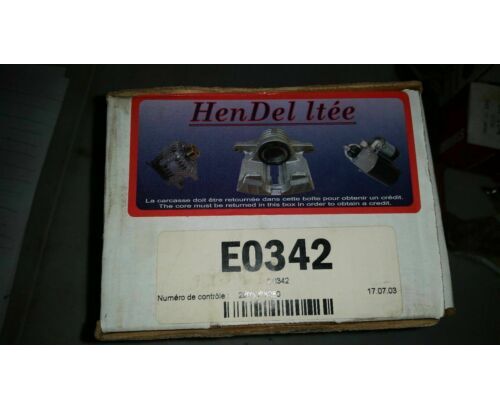 HenDel ltée
La carcasse doit être retournée dans cette boîte pour obtenir un crédit.
The core must be returned in this box in order to obtain a credit.
E0342
Numéro de contrôle :
17.07.03